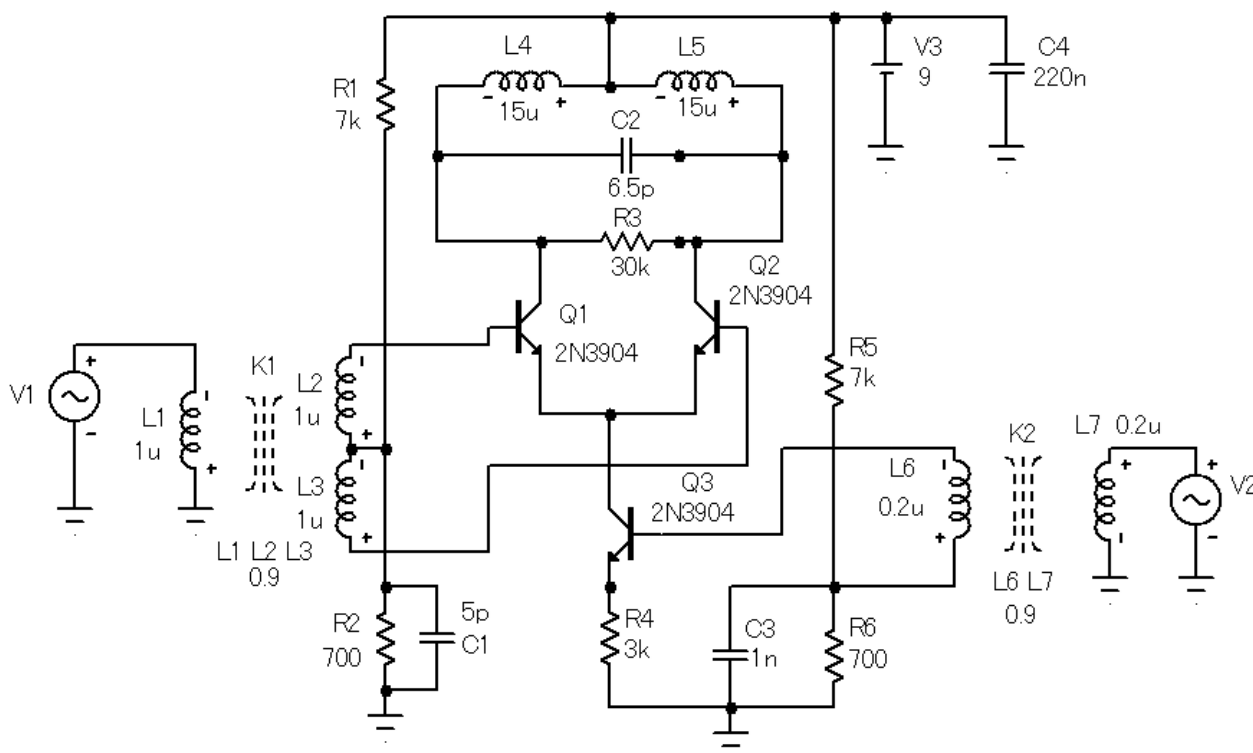 L4
L5
V3
9
C4
220n
R1
7k
-
+
-
+
15u
15u
C2
6.5p
R3
30k
Q2
2N3904
Q1
2N3904
R5
7k
V1
+
-
L1
1u
-
+
K1
L2
1u
-
+
L3
1u
-
+
L1 L2 L3
0.9
Q3
2N3904
L6
0.2u
-
+
K2
L7 0.2u
+
-
+
-
V2
L6 L7
0.9
R2
700
5p
C1
R4
3k
C3
1n
R6
700